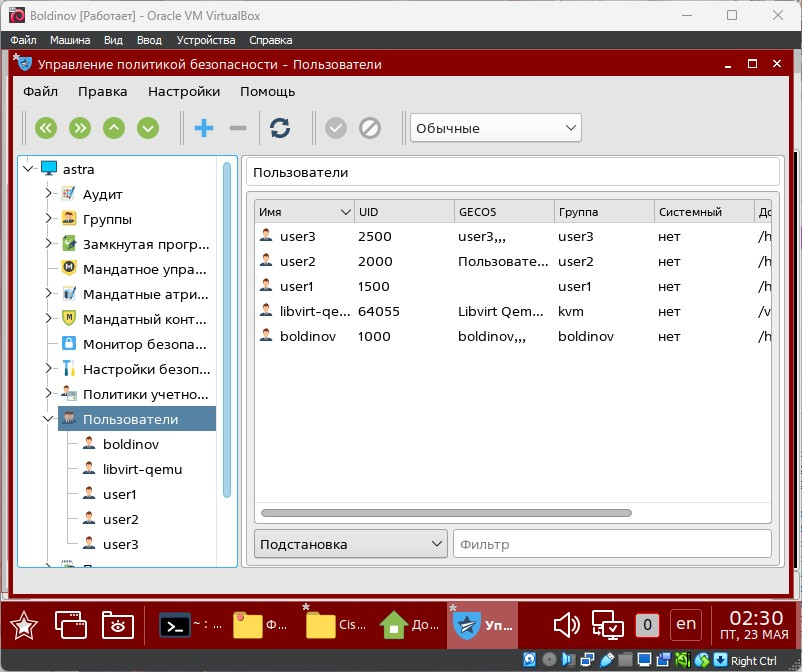 Boldinov [Работает] - Oracle VM VirtualBox
Файл Машина Вид Ввод Устройства Справка
Управление политикой безопасности – Пользователи
Файл Правка Настройки Помощь
Обычные
astra
Аудит
Группы
Замкнутая прогр...
Мандатное упра...
Мандатные атри...
Мандатный конт...
Монитор безопа...
Настройки безоп...
Политики учетно...
Пользователи
boldinov
libvirt-qemu
user1
user2
user3
Пользователи
Имя UID GECOS Группа Системный
user3 2500 user3,,, user3 нет /h
user2 2000 Пользовате... user2 нет /h
user1 1500 user1 нет /h
libvirt-qe... 64055 Libvirt Qem... kvm нет /v
boldinov 1000 boldinov,,, boldinov нет /h
Подстановка Фильтр
~ : ... Ф... Cis... До... Уп... 0 en 02:30
ПТ, 23 МАЯ
Right Ctrl